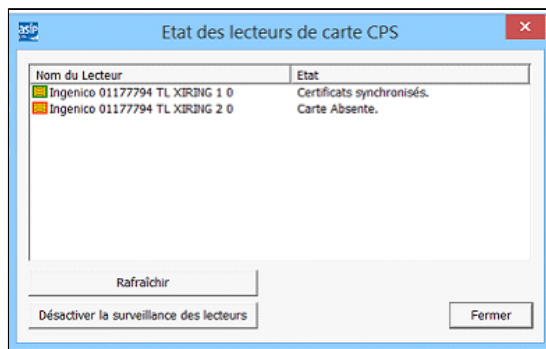 asip
Etat des lecteurs de carte CPS
Nom du Lecteur Etat
Ingenico 01177794 TL XIRING 1 0 Certificats synchronisés.
Ingenico 01177794 TL XIRING 2 0 Carte Absente.
Rafraîchir
Désactiver la surveillance des lecteurs Fermer